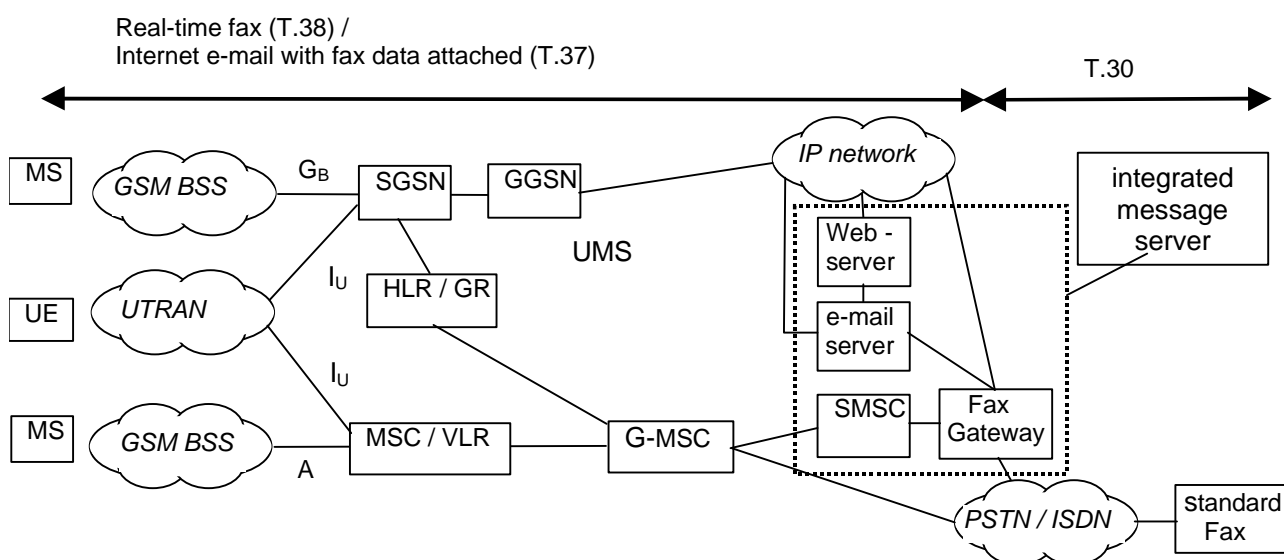 Real-time fax (T.38) /
Internet e-mail with fax data attached (T.37)
T.30
MS
GSM BSS
GB
SGSN
GGSN
IP network
integrated
message
server
UMS
Web -
server
IU
HLR / GR
UE
UTRAN
e-mail
server
IU
MS
GSM BSS
A
MSC / VLR
G-MSC
SMSC
Fax
Gateway
PSTN / ISDN
standard
Fax